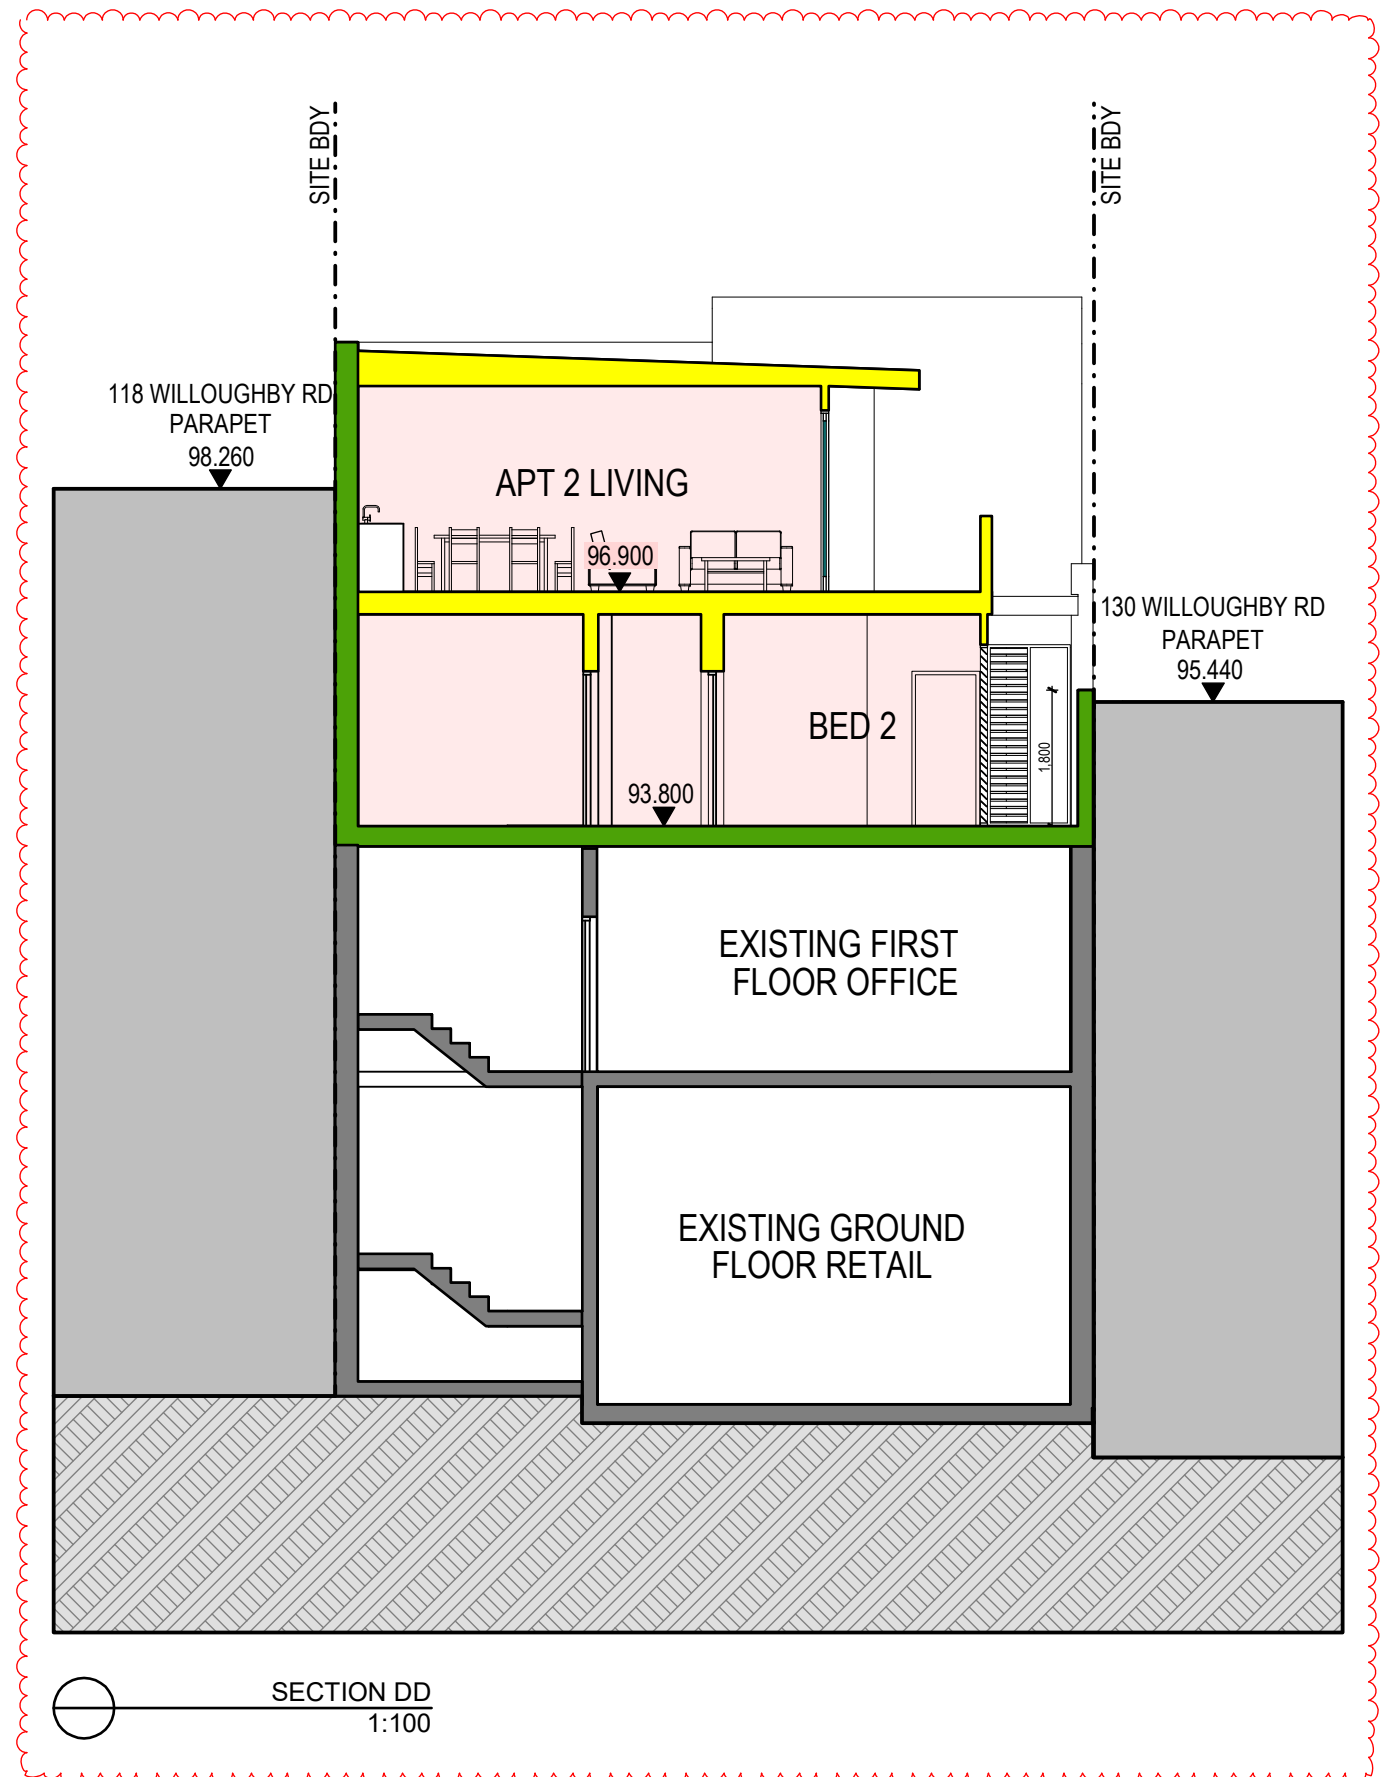 SITE BDY
SITE BDY
118 WILLOUGHBY RD
PARAPET
98.260
APT 2 LIVING
96.900
130 WILLOUGHBY RD
PARAPET
95.440
BED 2
1,800
93.800
EXISTING FIRST
FLOOR OFFICE
EXISTING GROUND
FLOOR RETAIL
SECTION DD
1:100